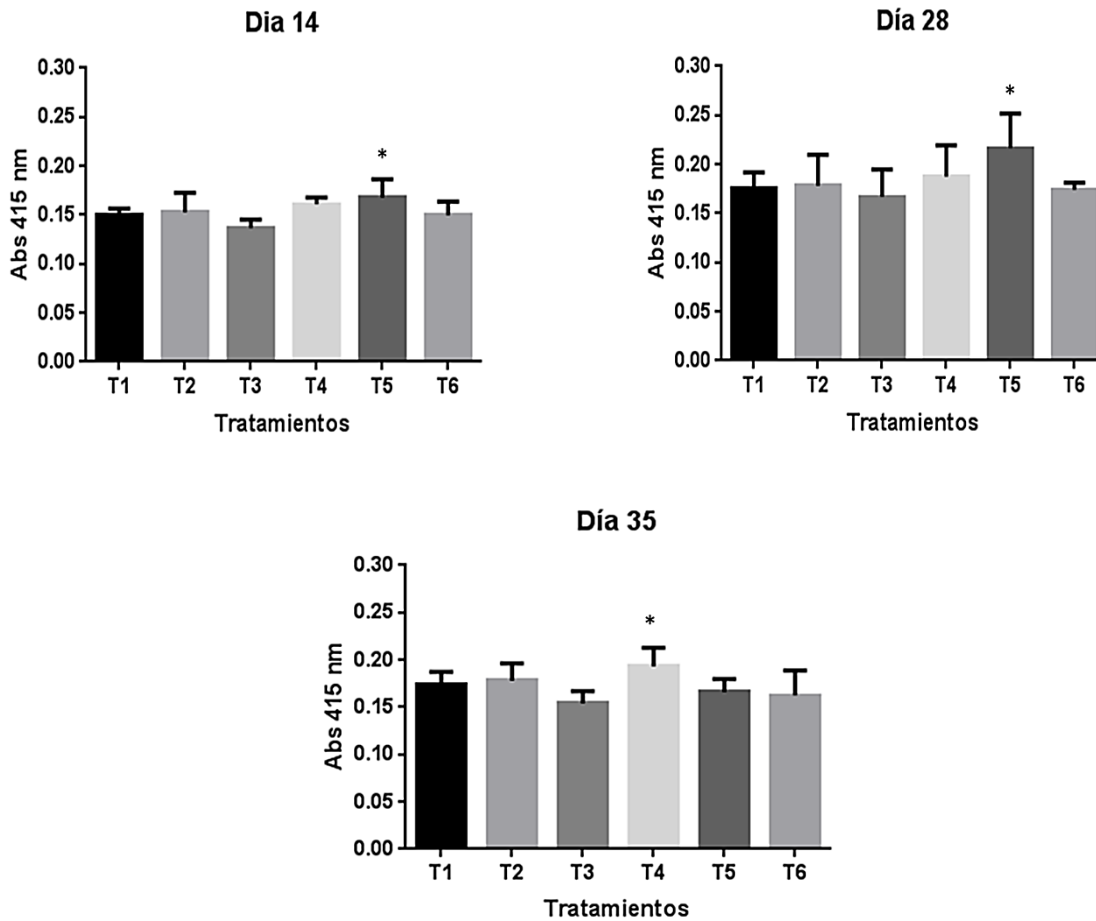 Dia 14
0.30
0.25
0.20
0.15
0.10
0.05
0.00
Abs 415 nm
*
T1 T2 T3 T4 T5 T6
Tratamientos
Día 28
0.30
0.25
0.20
0.15
0.10
0.05
0.00
Abs 415 nm
*
T1 T2 T3 T4 T5 T6
Tratamientos
Día 35
0.30
0.25
0.20
0.15
0.10
0.05
0.00
Abs 415 nm
*
T1 T2 T3 T4 T5 T6
Tratamientos